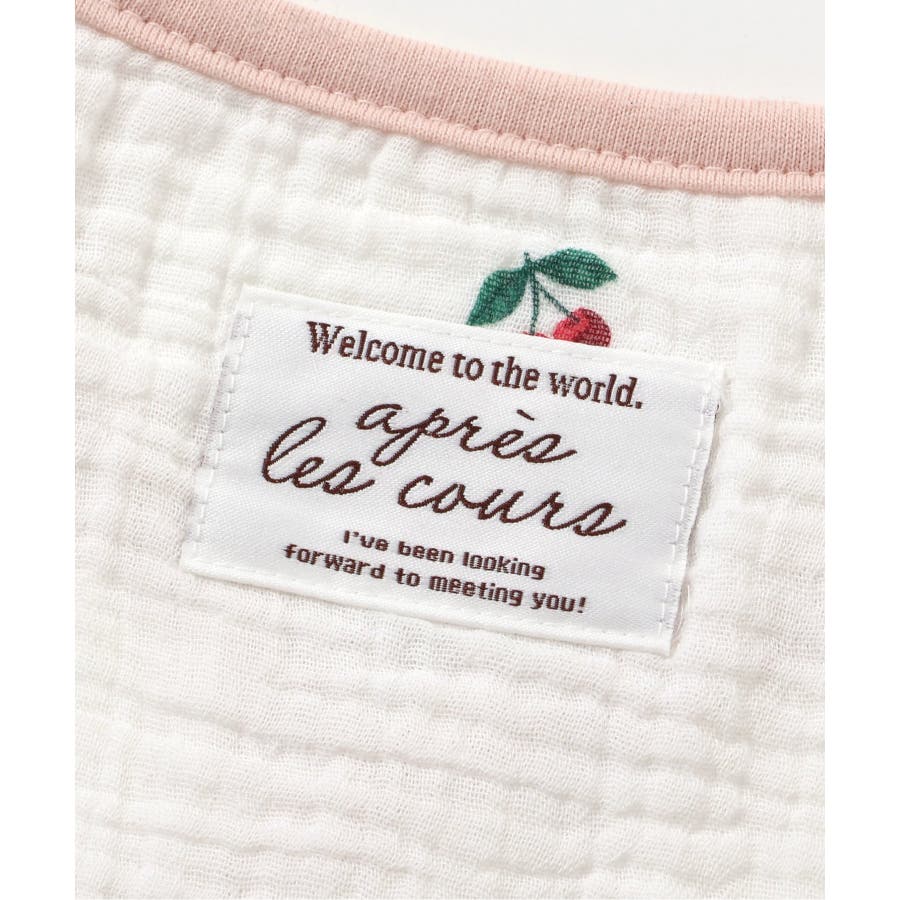 Welcome to the world.
après
les cours
I've been looking
forward to meeting you!